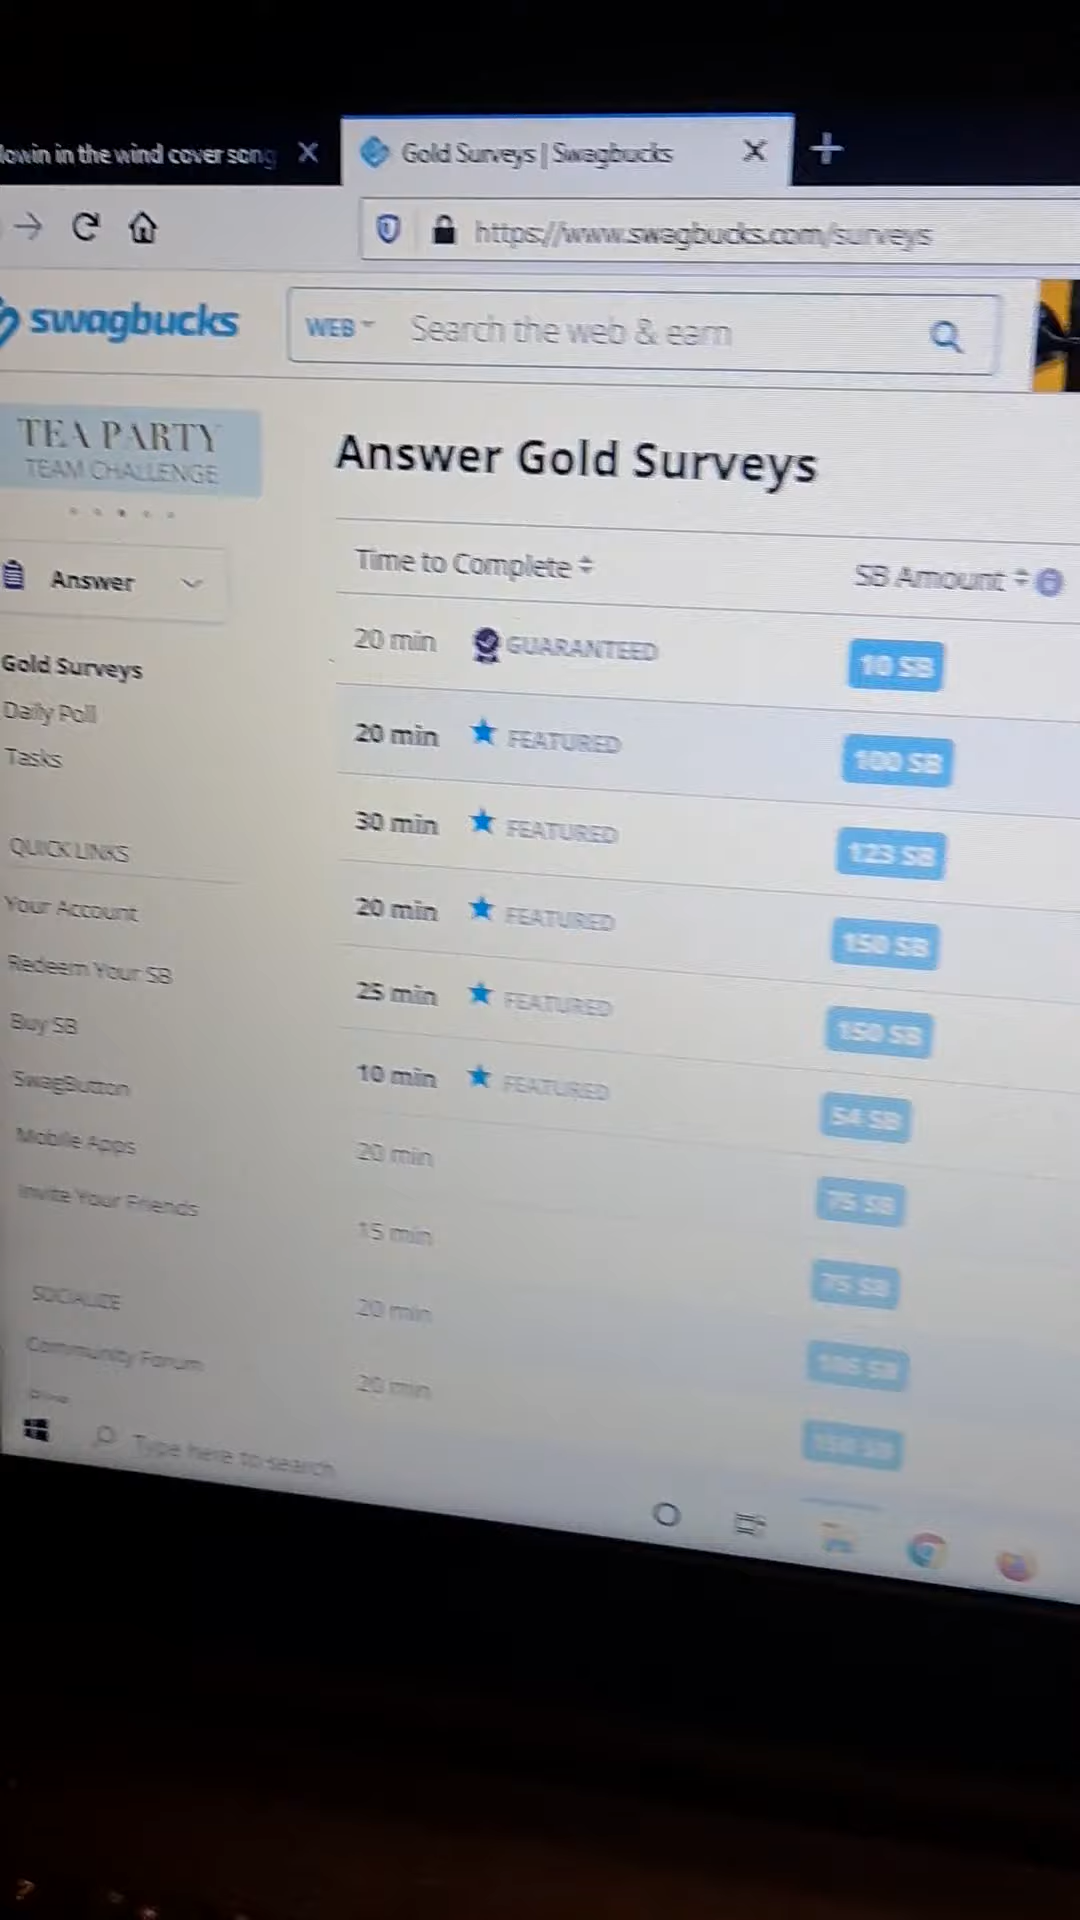 lowin in the wind cover song
Gold Surveys | Swagbucks
https://www.swagbucks.com/surveys
swagbucks
WEB
Search the web & earn
TEA PARTY
TEAM CHALLENGE
Answer Gold Surveys
Time to Complete
SB Amount
Answer
20 min GUARANTEED 10 SB
Gold Surveys
Daily Poll
20 min FEATURED 100 SB
Tasks
30 min FEATURED 123 SB
QUICK LINKS
Your Account
20 min FEATURED 150 SB
Redeem Your SB
25 min FEATURED 150 SB
Buy SB
SwagButton
10 min FEATURED 54 SB
Mobile Apps
20 min 75 SB
Invite Your Friends
15 min 75 SB
SOCIALIZE
20 min
Community Forum
20 min 150 SB
Type here to search